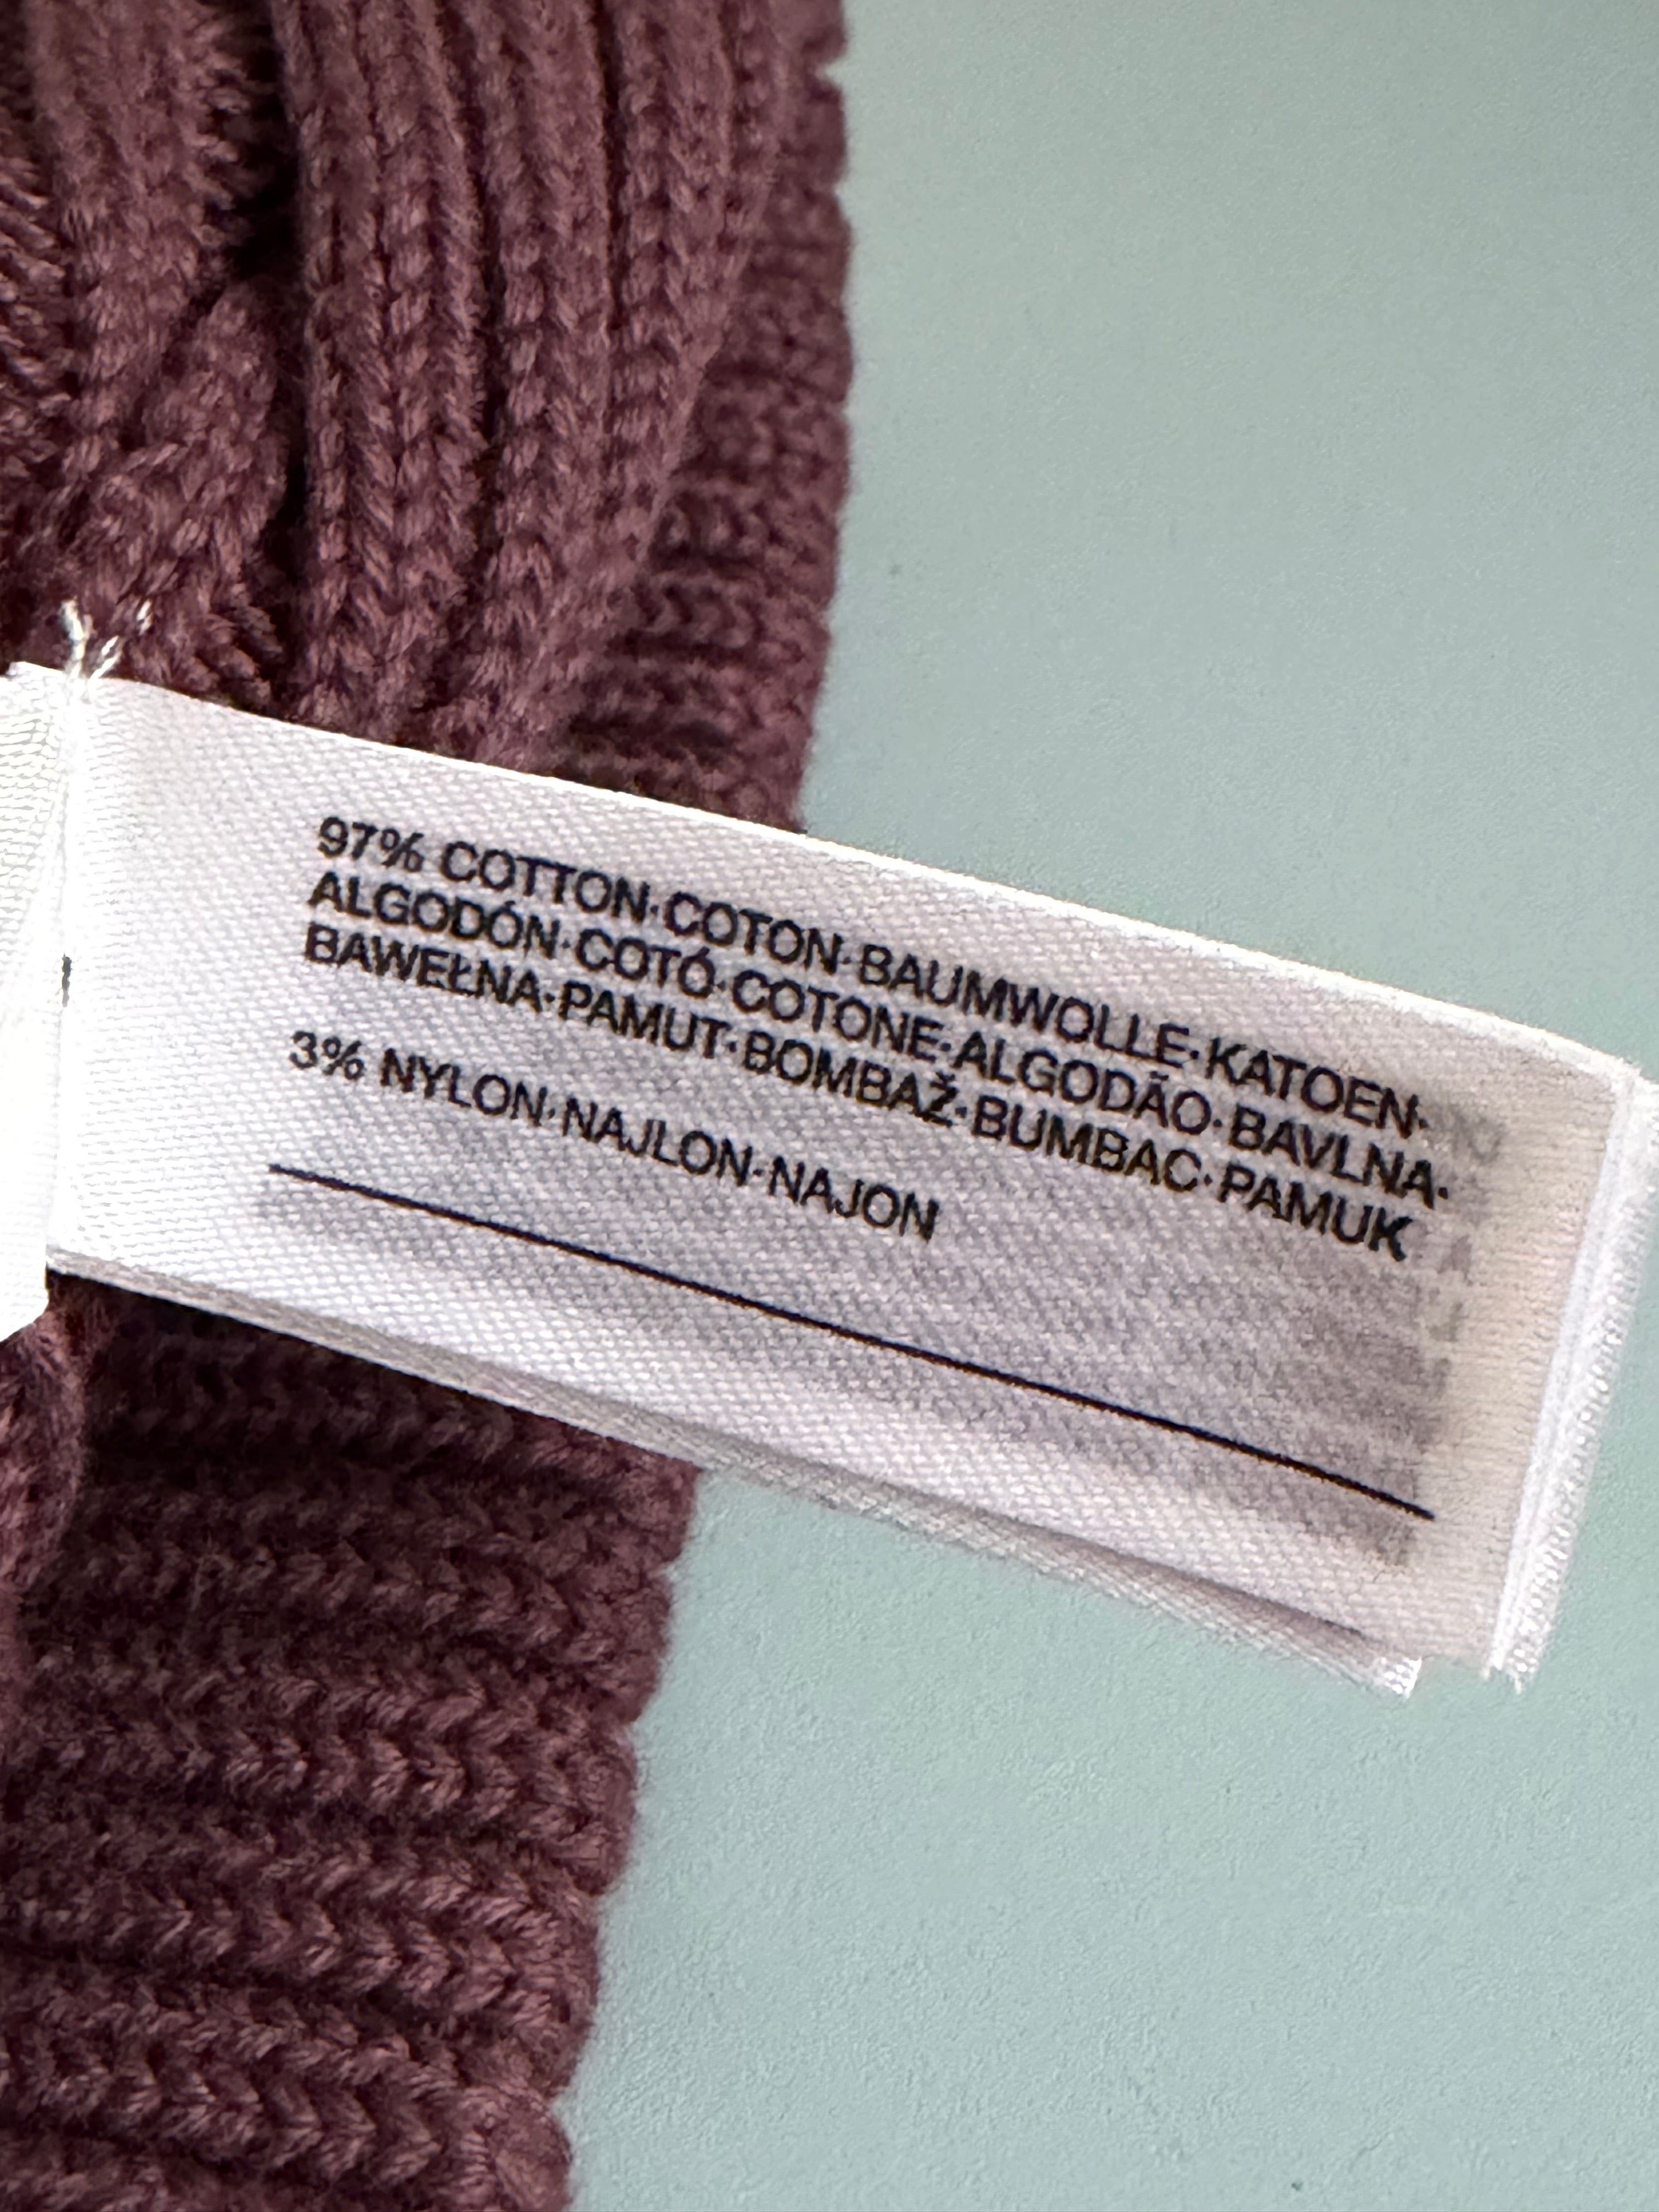 97% COTTON·COTON·BAUMWOLLE·KATOEN·
ALGODÓN·COTÓ·COTONE·ALGODÃO·BAVLNA·
BAWEŁNA·PAMUT·BOMBAŽ·BUMBAC·PAMUK
3% NYLON·NAJLON·NAJON